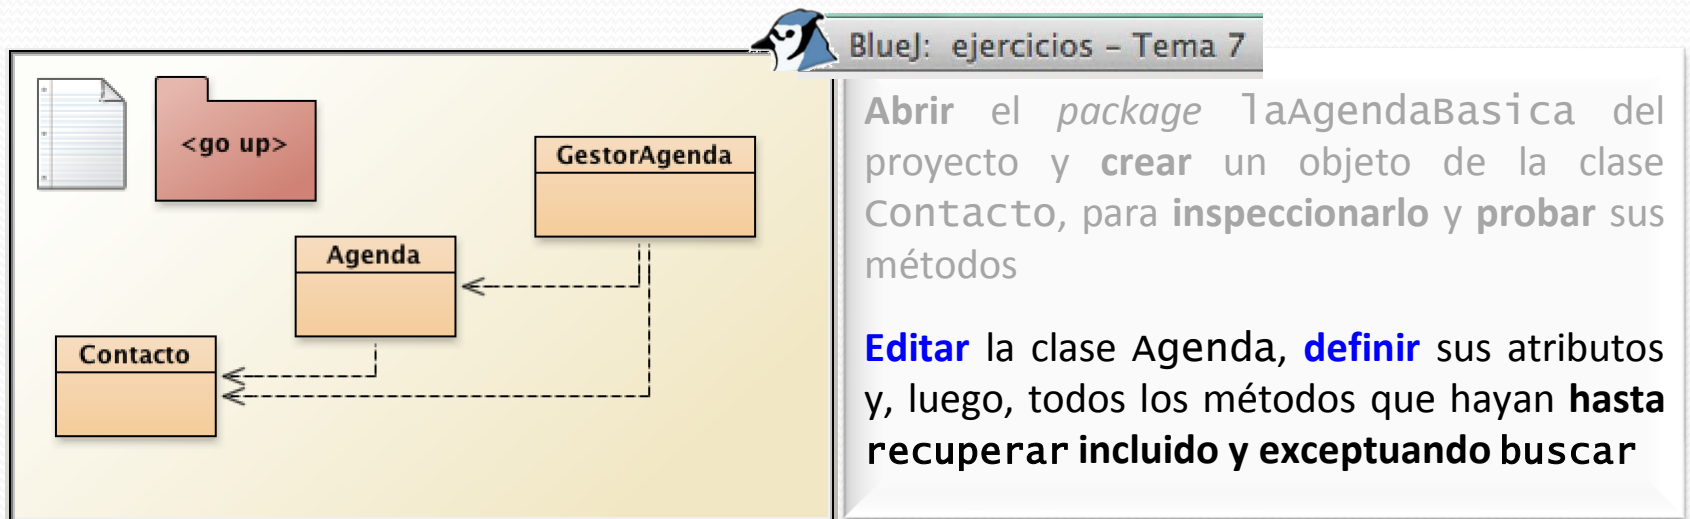 BlueJ:  ejercicios – Tema 7
<go up>
GestorAgenda
Agenda
Contacto
Abrir el package laAgendaBasica del
proyecto y crear un objeto de la clase
Contacto, para inspeccionarlo y probar sus
métodos
Editar la clase Agenda, definir sus atributos
y, luego, todos los métodos que hayan hasta
recuperar incluido y exceptuando buscar